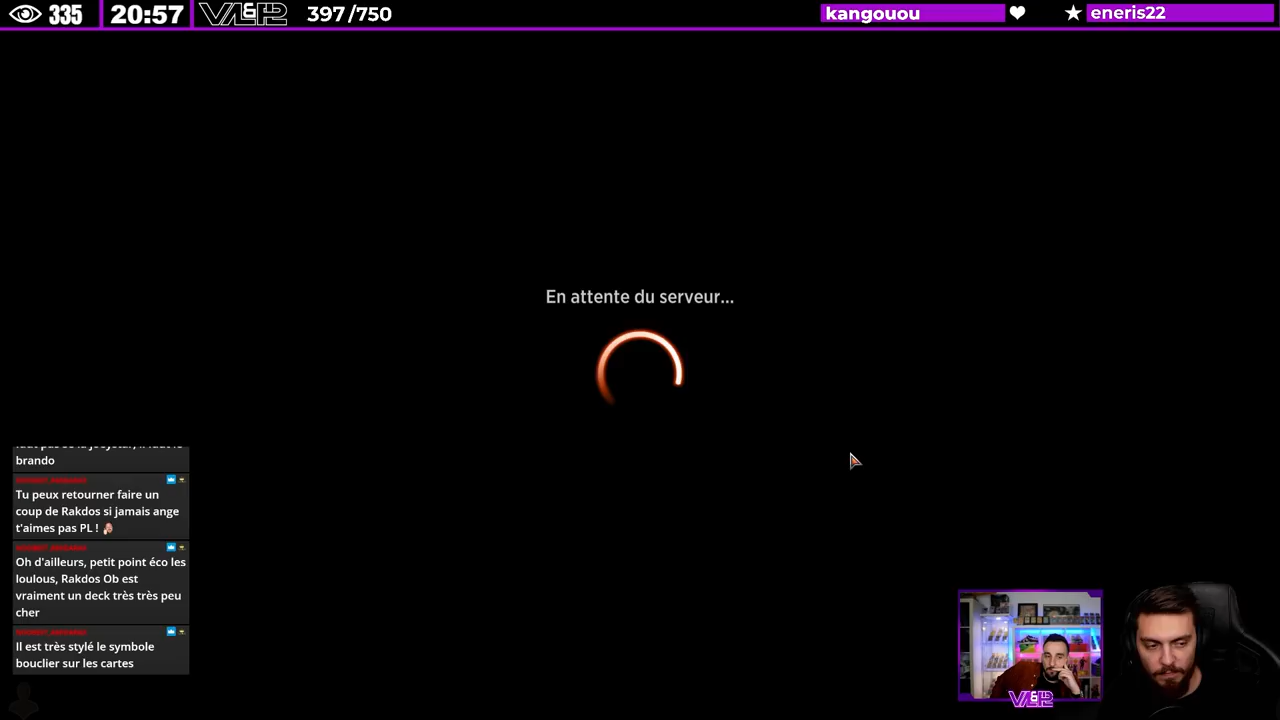 335
20:57
397/750
kangouou
eneris22
En attente du serveur...
brando
Tu peux retourner faire un
coup de Rakdos si jamais ange
t'aimes pas PL !
Oh d'ailleurs, petit point éco les
loulous, Rakdos Ob est
vraiment un deck très très peu
cher
Il est très stylé le symbole
bouclier sur les cartes